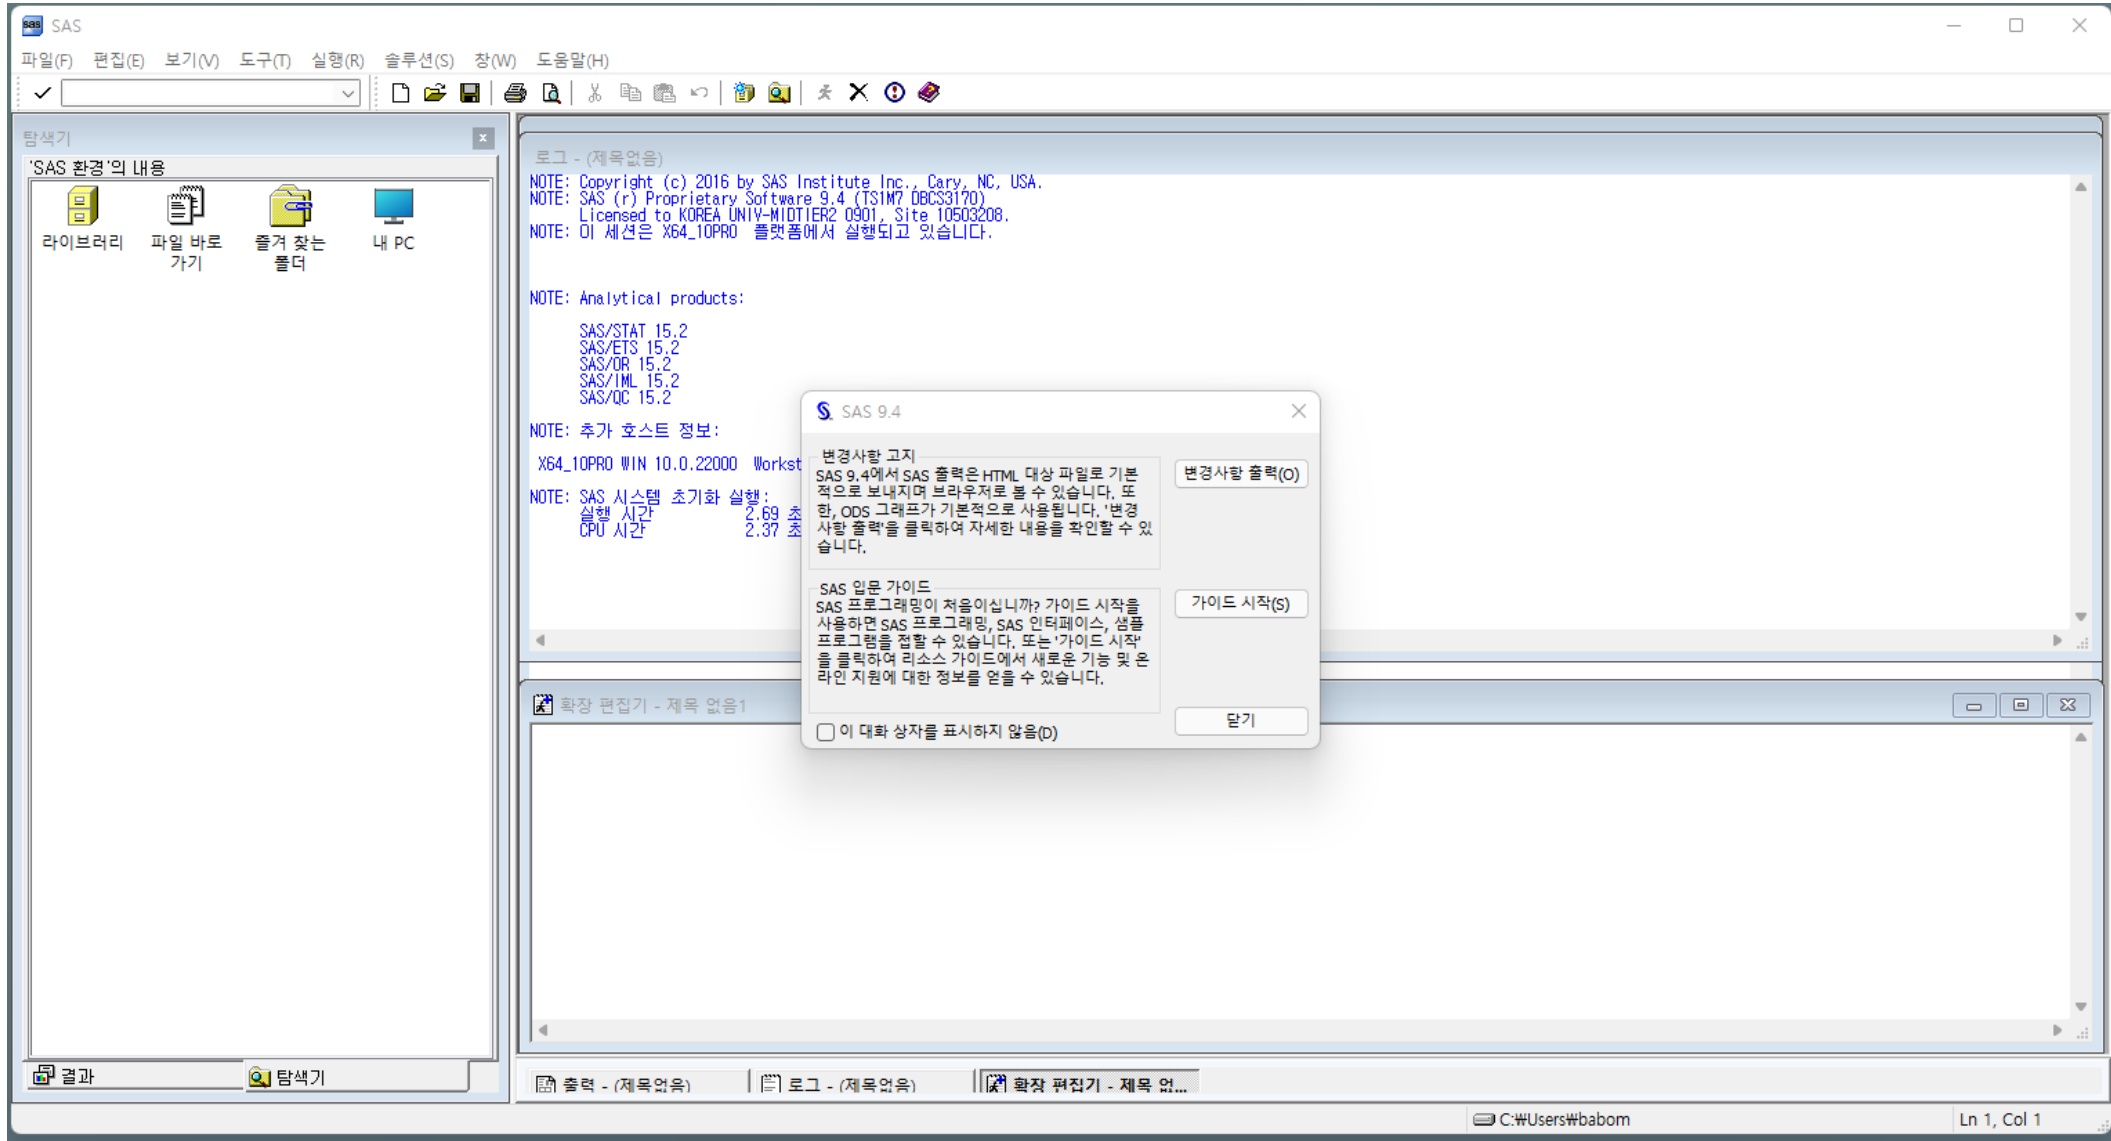 SAS
파일(F) 편집(E) 보기(V) 도구(T) 실행(R) 솔루션(S) 창(W) 도움말(H)
탐색기
'SAS 환경'의 내용
라이브러리
파일 바로
가기
즐겨 찾는
폴더
내 PC
로그 - (제목없음)
NOTE: Copyright (c) 2016 by SAS Institute Inc., Cary, NC, USA.
NOTE: SAS (r) Proprietary Software 9.4 (TS1M7 DBCS3170)
Licensed to KOREA UNIV-MIDTIER2 0901, Site 10503208.
NOTE: 이 세션은 X64_10PRO 플랫폼에서 실행되고 있습니다.
NOTE: Analytical products:
SAS/STAT 15.2
SAS/ETS 15.2
SAS/OR 15.2
SAS/IML 15.2
SAS/QC 15.2
NOTE: 추가 호스트 정보:
X64_10PRO WIN 10.0.22000 Workst
NOTE: SAS 시스템 초기화 실행:
실행 시간 2.69 초
CPU 시간 2.37 초
SAS 9.4
변경사항 고지
SAS 9.4에서 SAS 출력은 HTML 대상 파일로 기본
적으로 보내지며 브라우저로 볼 수 있습니다. 또
한, ODS 그래프가 기본적으로 사용됩니다. '변경
사항 출력'을 클릭하여 자세한 내용을 확인할 수 있
습니다.
변경사항 출력(O)
SAS 입문 가이드
SAS 프로그래밍이 처음이십니까? 가이드 시작을
사용하면 SAS 프로그래밍, SAS 인터페이스, 샘플
프로그램을 접할 수 있습니다. 또는 '가이드 시작'
을 클릭하여 리소스 가이드에서 새로운 기능 및 온
라인 지원에 대한 정보를 얻을 수 있습니다.
가이드 시작(S)
이 대화 상자를 표시하지 않음(D)
닫기
확장 편집기 - 제목 없음1
결과
탐색기
출력 - (제목없음)
로그 - (제목없음)
확장 편집기 - 제목 없...
C:₩Users₩babom
Ln 1, Col 1